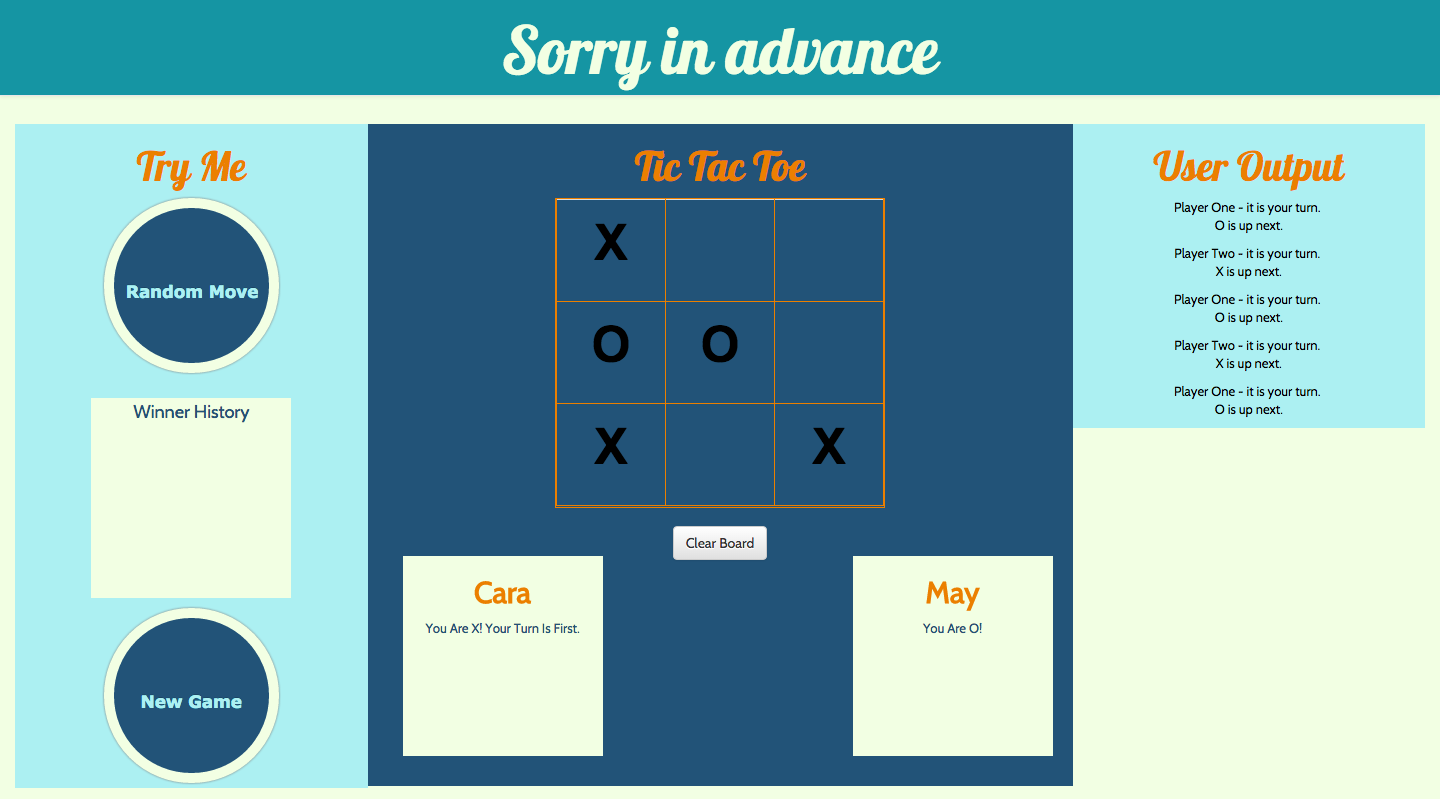 Sorry in advance
Try Me
Random Move
Winner History
New Game
Tic Tac Toe
X
O O
X X
Clear Board
Cara
You Are X! Your Turn Is First.
May
You Are O!
User Output
Player One - it is your turn.
O is up next.
Player Two - it is your turn.
X is up next.
Player One - it is your turn.
O is up next.
Player Two - it is your turn.
X is up next.
Player One - it is your turn.
O is up next.